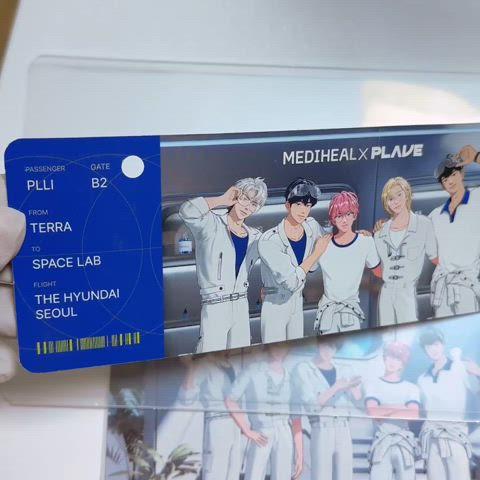 PASSENGER GATE
PLLI B2
FROM
TERRA
TO
SPACE LAB
FLIGHT
THE HYUNDAI
SEOUL
MEDIHEAL X PLAVE